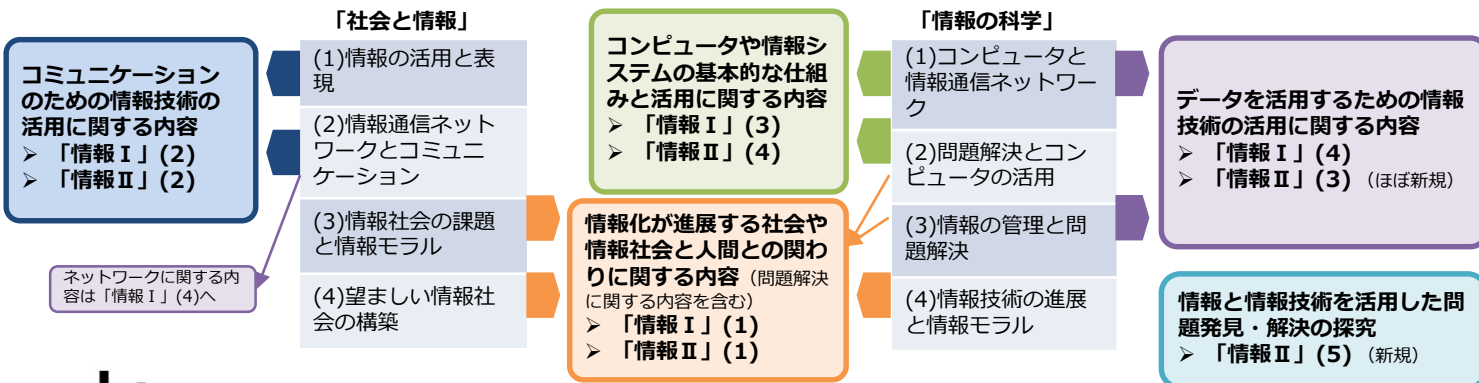 「社会と情報」
(1)情報の活用と表
現
(2)情報通信ネット
ワークとコミュニ
ケーション
(3)情報社会の課題
と情報モラル
(4)望ましい情報社
会の構築
コミュニケーション
のための情報技術の
活用に関する内容
➢ 「情報Ⅰ」(2)
➢ 「情報Ⅱ」(2)
ネットワークに関する内
容は「情報Ⅰ」(4)へ
コンピュータや情報シ
ステムの基本的な仕組
みと活用に関する内容
➢ 「情報Ⅰ」(3)
➢ 「情報Ⅱ」(4)
情報化が進展する社会や
情報社会と人間との関わ
りに関する内容（問題解決
に関する内容を含む）
➢ 「情報Ⅰ」(1)
➢ 「情報Ⅱ」(1)
「情報の科学」
(1)コンピュータと
情報通信ネットワー
ク
(2)問題解決とコン
ピュータの活用
(3)情報の管理と問
題解決
(4)情報技術の進展
と情報モラル
データを活用するための情報
技術の活用に関する内容
➢ 「情報Ⅰ」(4)
➢ 「情報Ⅱ」(3)（ほぼ新規）
情報と情報技術を活用した問
題発見・解決の探究
➢ 「情報Ⅱ」(5)（新規）